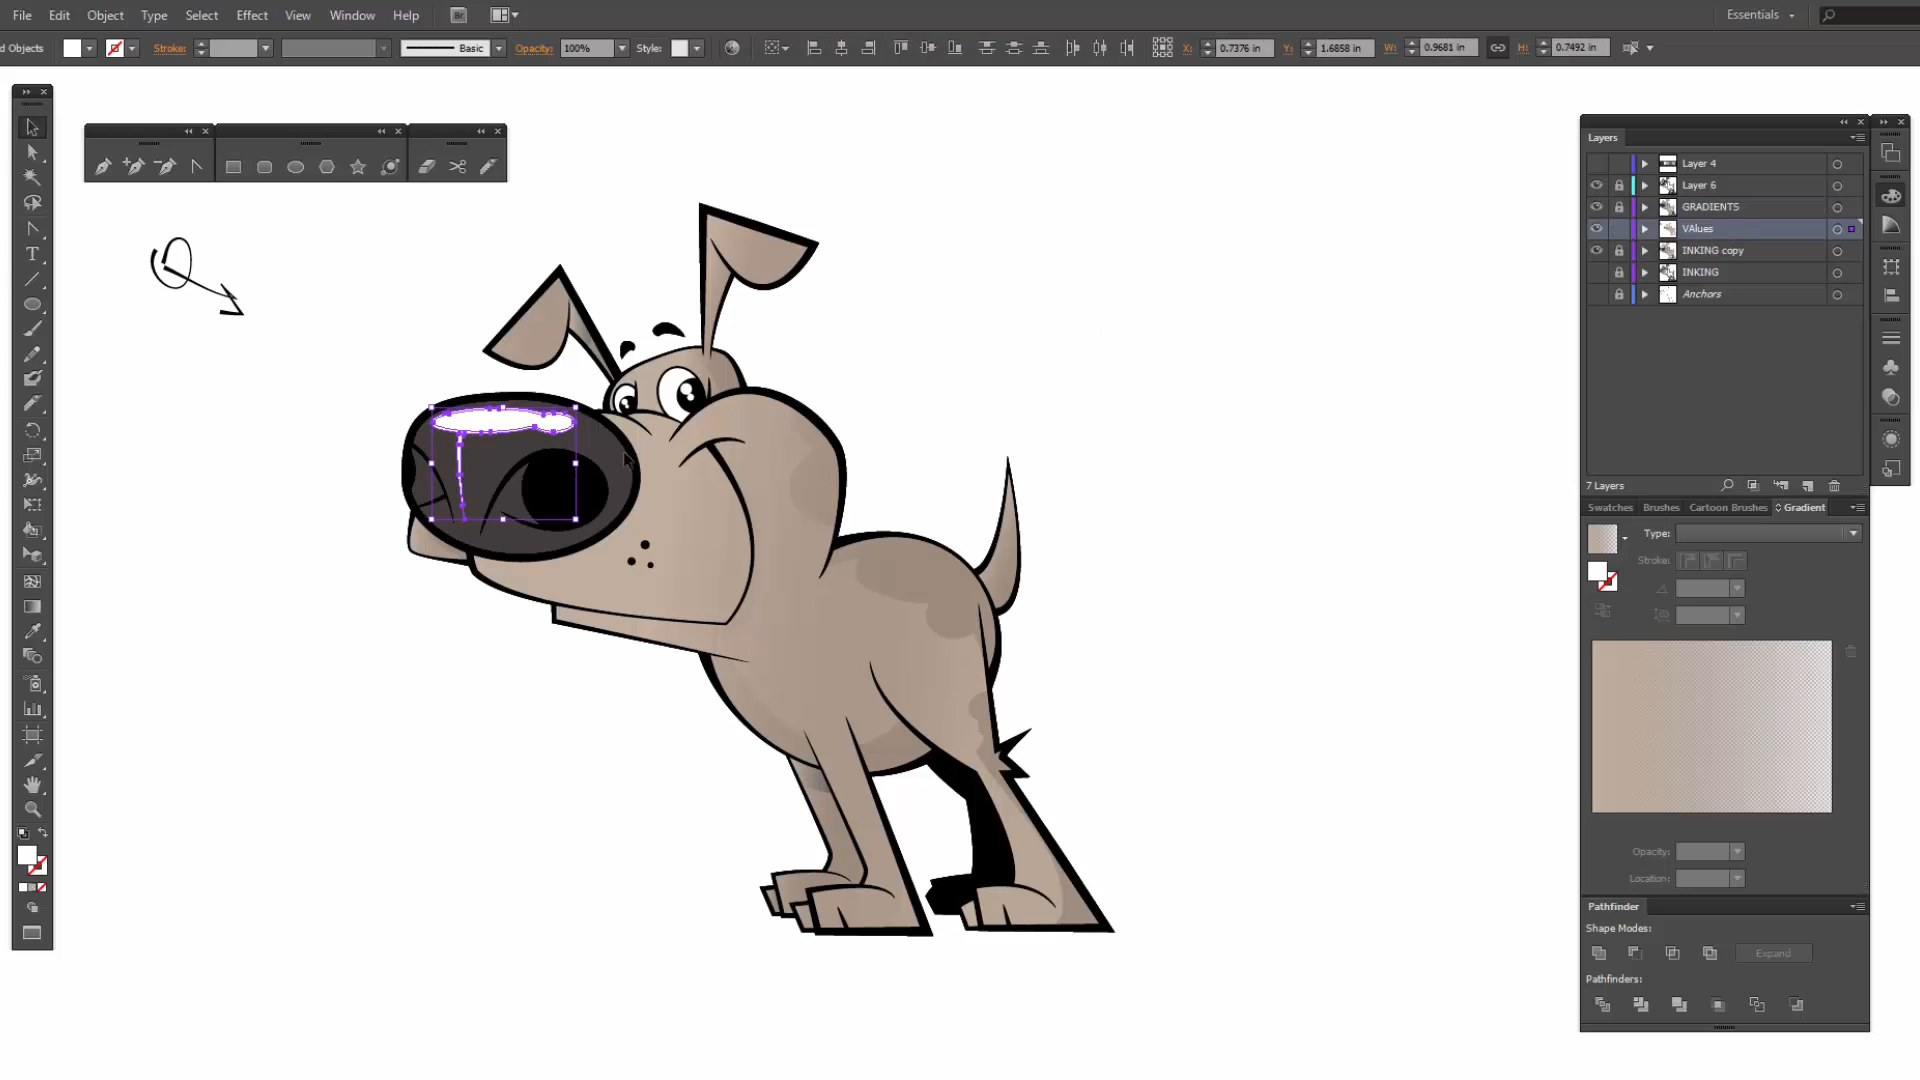 File Edit Object Type Select Effect View Window Help Br Essentials
d Objects Stroke: Basic Opacity: 100% Style: X: 0.7376 in Y: 1.6858 in W: 0.9681 in H: 0.7492 in
Layers
Layer 4
Layer 6
GRADIENTS
VAlues
INKING copy
INKING
Anchors
7 Layers
Swatches Brushes Cartoon Brushes Gradient
Type:
Stroke:
Opacity:
Location:
Pathfinder
Shape Modes:
Expand
Pathfinders: